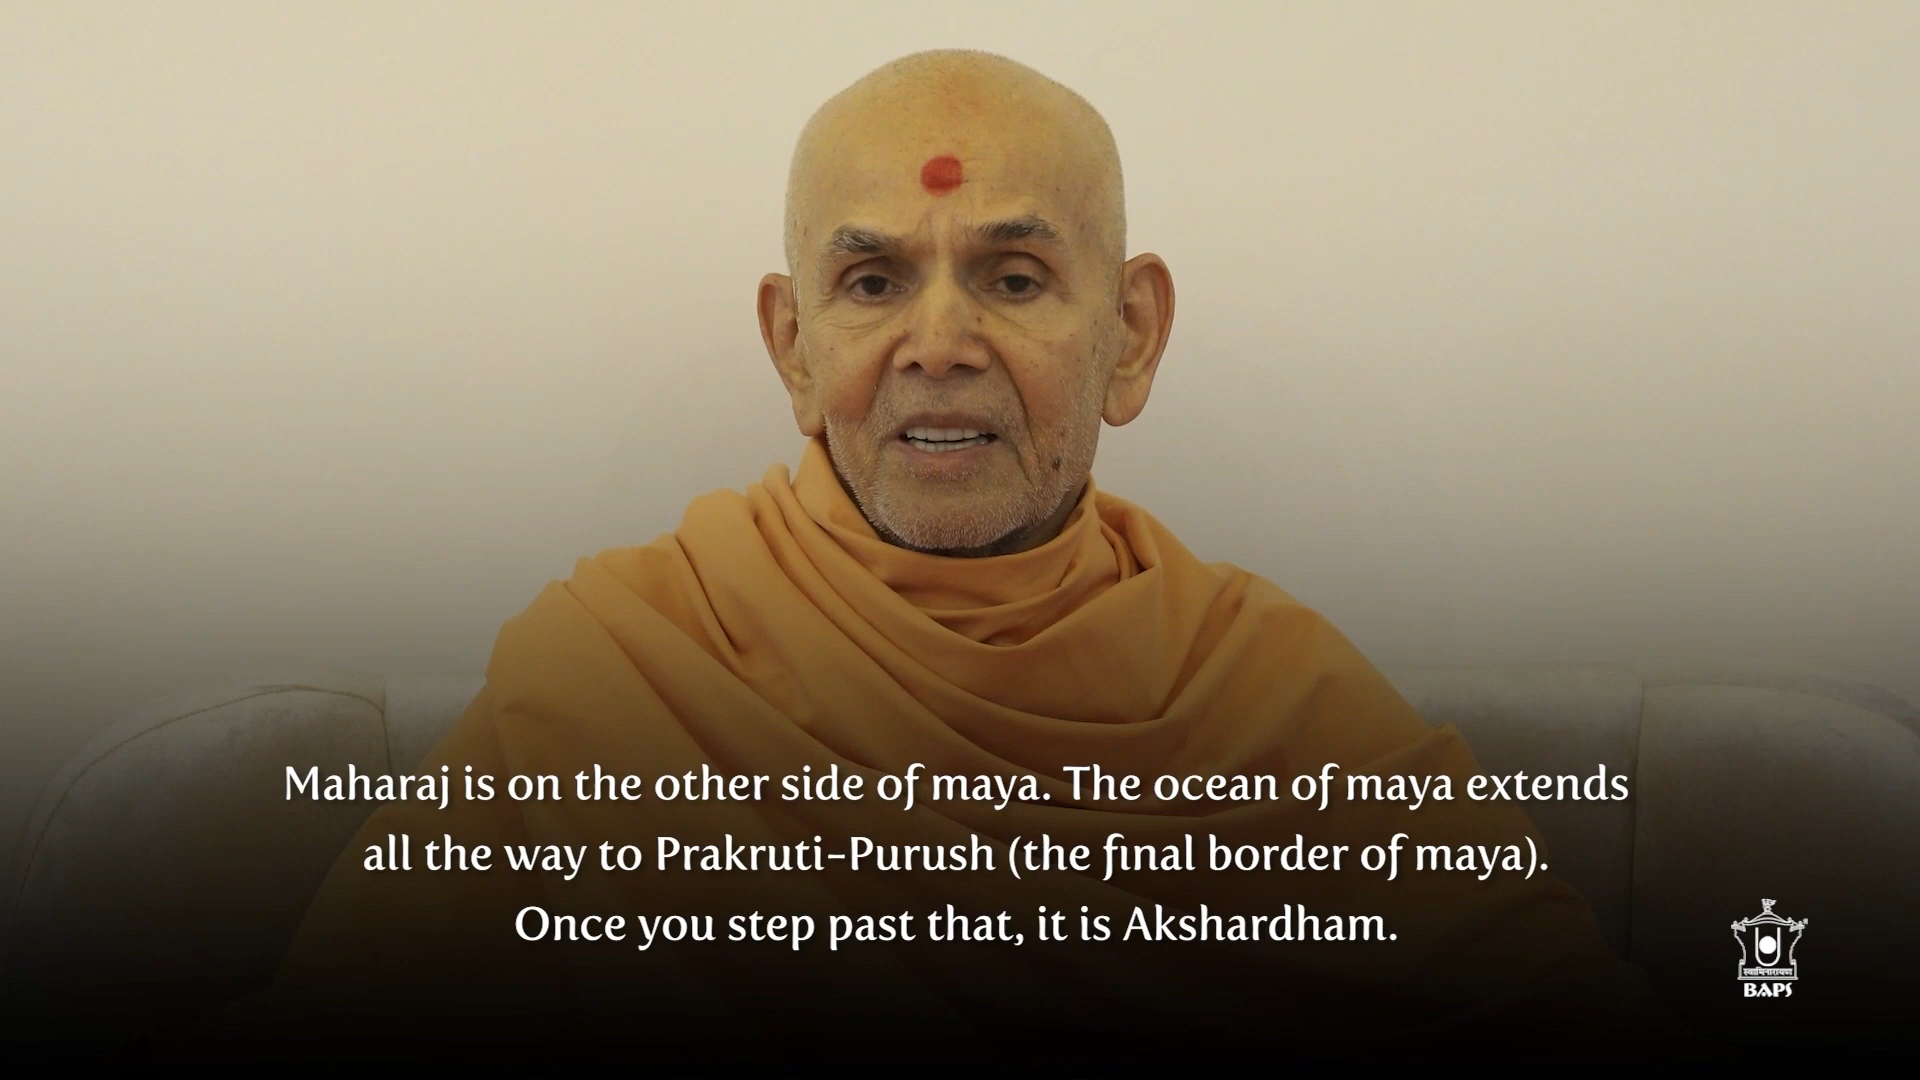 Maharaj is on the other side of maya. The ocean of maya extends
all the way to Prakruti-Purush (the final border of maya).
Once you step past that, it is Akshardham.
स्वामिनारायण
BAPS